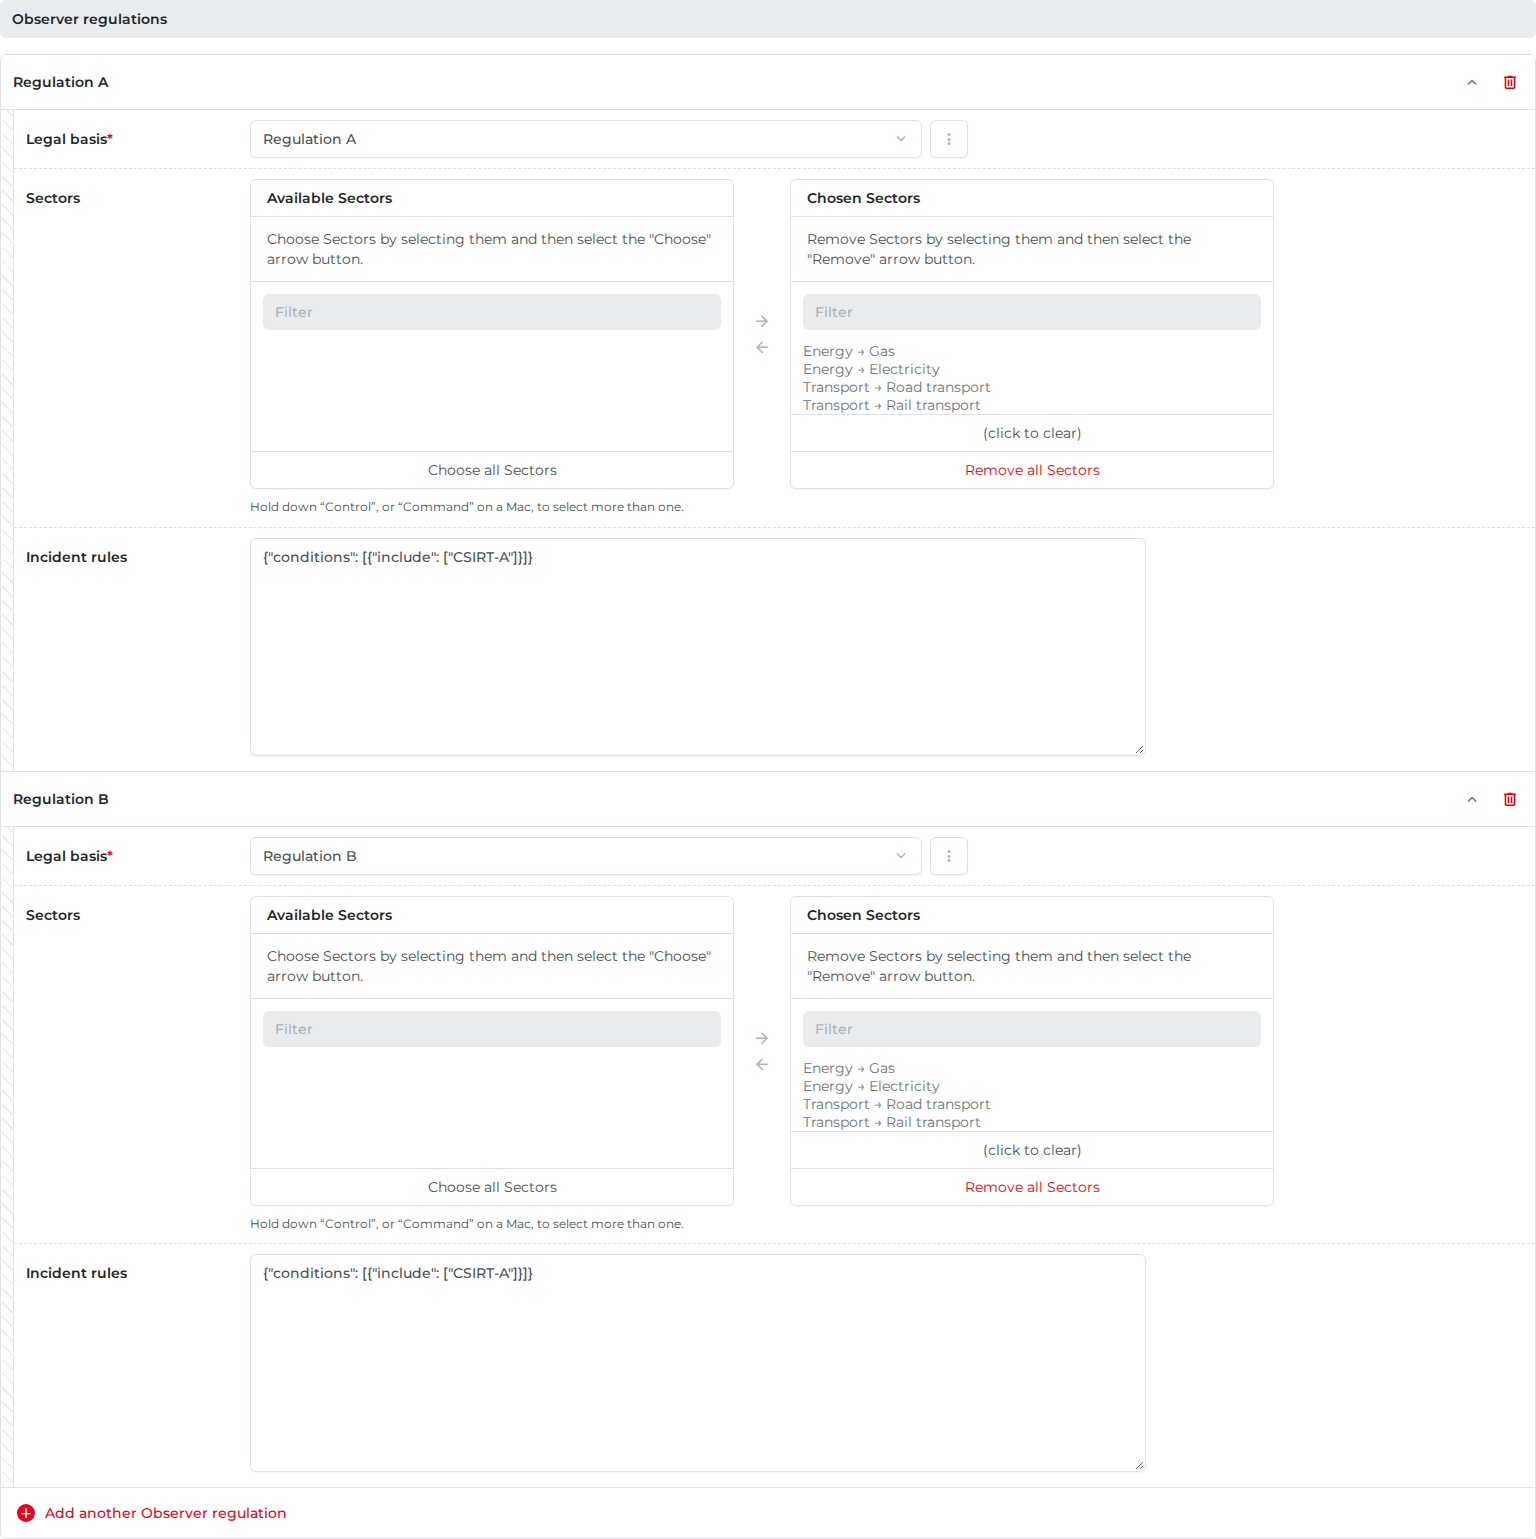 Observer regulations
Regulation A
Legal basis*
Regulation A
Sectors
Available Sectors
Choose Sectors by selecting them and then select the "Choose"
arrow button.
Filter
Choose all Sectors
Chosen Sectors
Remove Sectors by selecting them and then select the
"Remove" arrow button.
Filter
Energy → Gas
Energy → Electricity
Transport → Road transport
Transport → Rail transport
(click to clear)
Remove all Sectors
Hold down “Control”, or “Command” on a Mac, to select more than one.
Incident rules
{"conditions": [{"include": ["CSIRT-A"]}]}
Regulation B
Legal basis*
Regulation B
Sectors
Available Sectors
Choose Sectors by selecting them and then select the "Choose"
arrow button.
Filter
Choose all Sectors
Chosen Sectors
Remove Sectors by selecting them and then select the
"Remove" arrow button.
Filter
Energy → Gas
Energy → Electricity
Transport → Road transport
Transport → Rail transport
(click to clear)
Remove all Sectors
Hold down “Control”, or “Command” on a Mac, to select more than one.
Incident rules
{"conditions": [{"include": ["CSIRT-A"]}]}
Add another Observer regulation